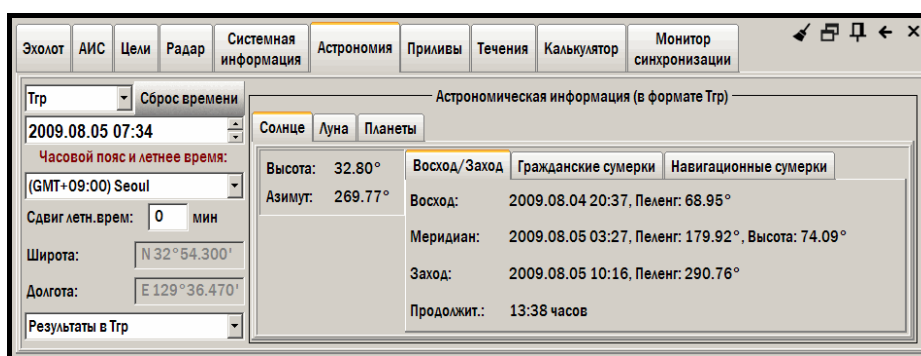 Эхолот АИС Цели Радар Системная информация Астрономия Приливы Течения Калькулятор Монитор синхронизации
Тгр Сброс времени
2009.08.05 07:34
Часовой пояс и летнее время:
(GMT+09:00) Seoul
Сдвиг летн.врем: 0 мин
Широта: N 32°54.300'
Долгота: E 129°36.470'
Результаты в Тгр
Астрономическая информация (в формате Тгр)
Солнце Луна Планеты
Высота: 32.80°
Азимут: 269.77°
Восход/Заход Гражданские сумерки Навигационные сумерки
Восход: 2009.08.04 20:37, Пеленг: 68.95°
Меридиан: 2009.08.05 03:27, Пеленг: 179.92°, Высота: 74.09°
Заход: 2009.08.05 10:16, Пеленг: 290.76°
Продолжит.: 13:38 часов